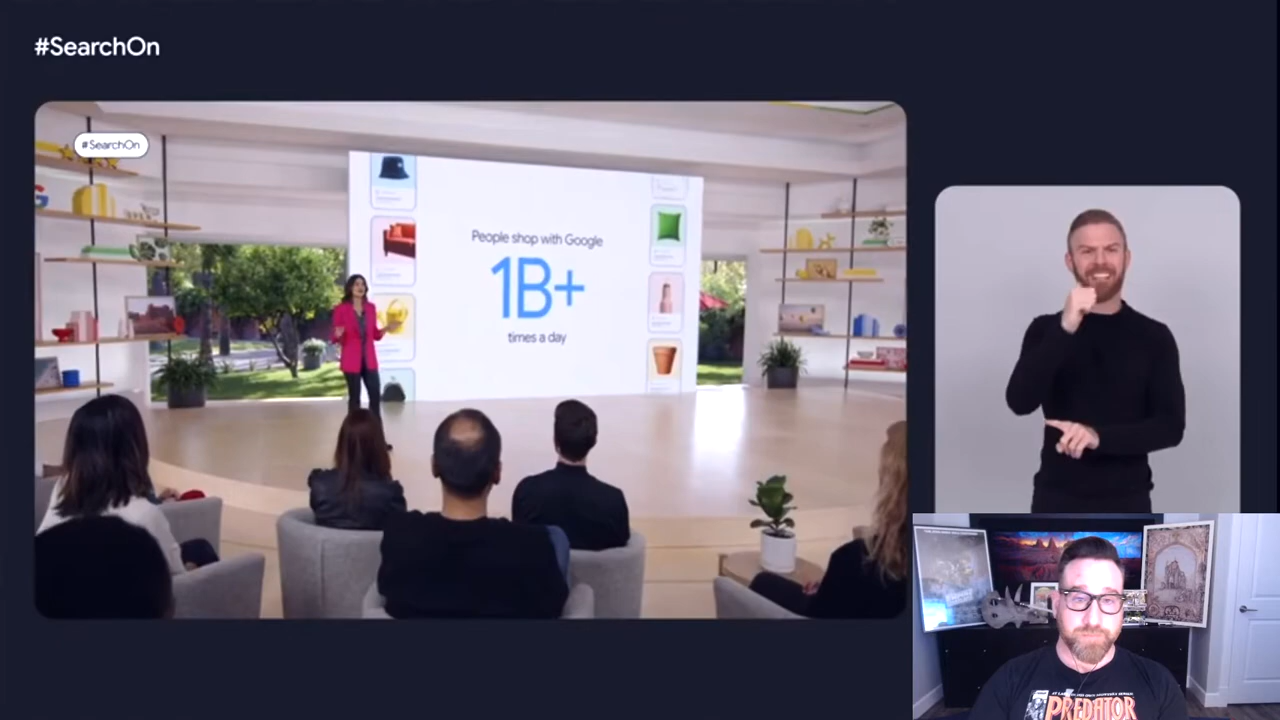 #SearchOn
#SearchOn
People shop with Google
1B+
times a day
PREDATOR